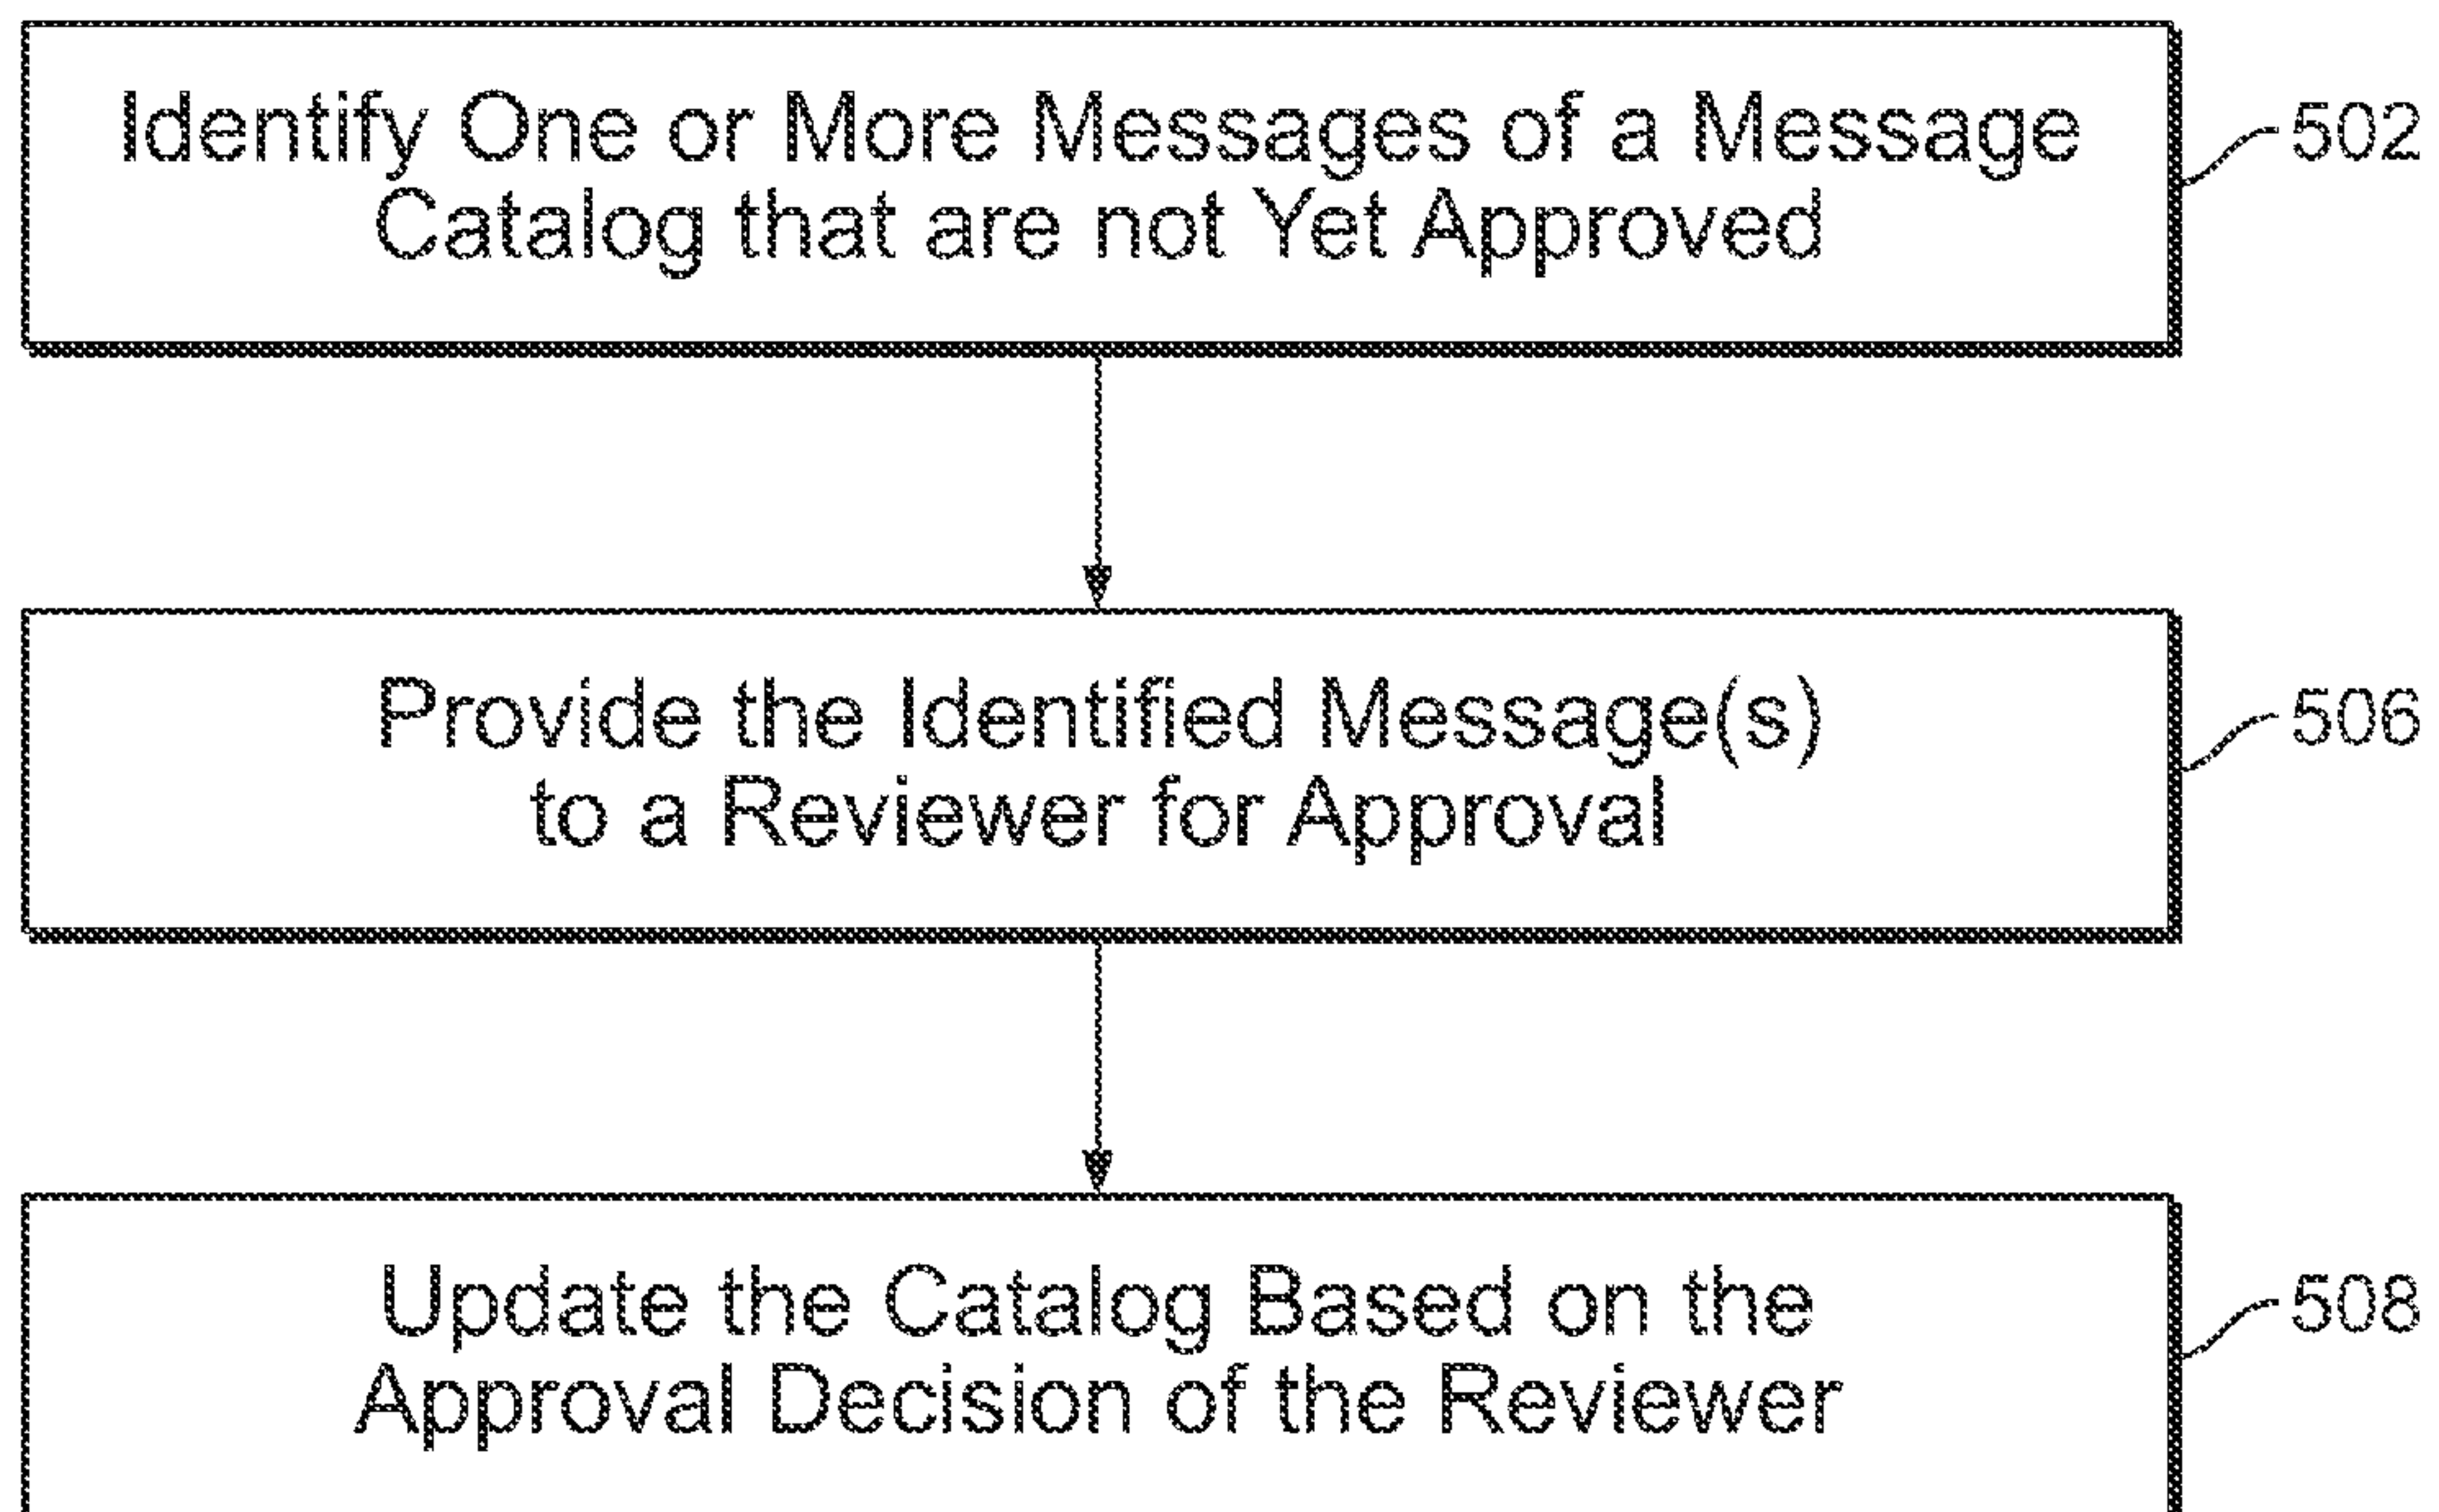 Identify One or More Messages of a Message
Catalog that are not Yet Approved
502
Provide the Identified Message(s)
to a Reviewer for Approval
506
Update the Catalog Based on the
Approval Decision of the Reviewer
508